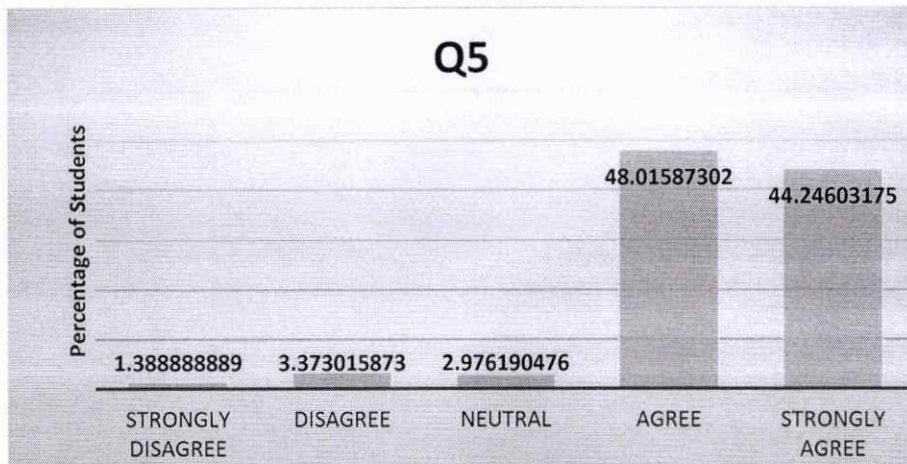 Q5
Percentage of Students
48.01587302
44.24603175
1.388888889
3.373015873
2.976190476
STRONGLY
DISAGREE
DISAGREE
NEUTRAL
AGREE
STRONGLY
AGREE